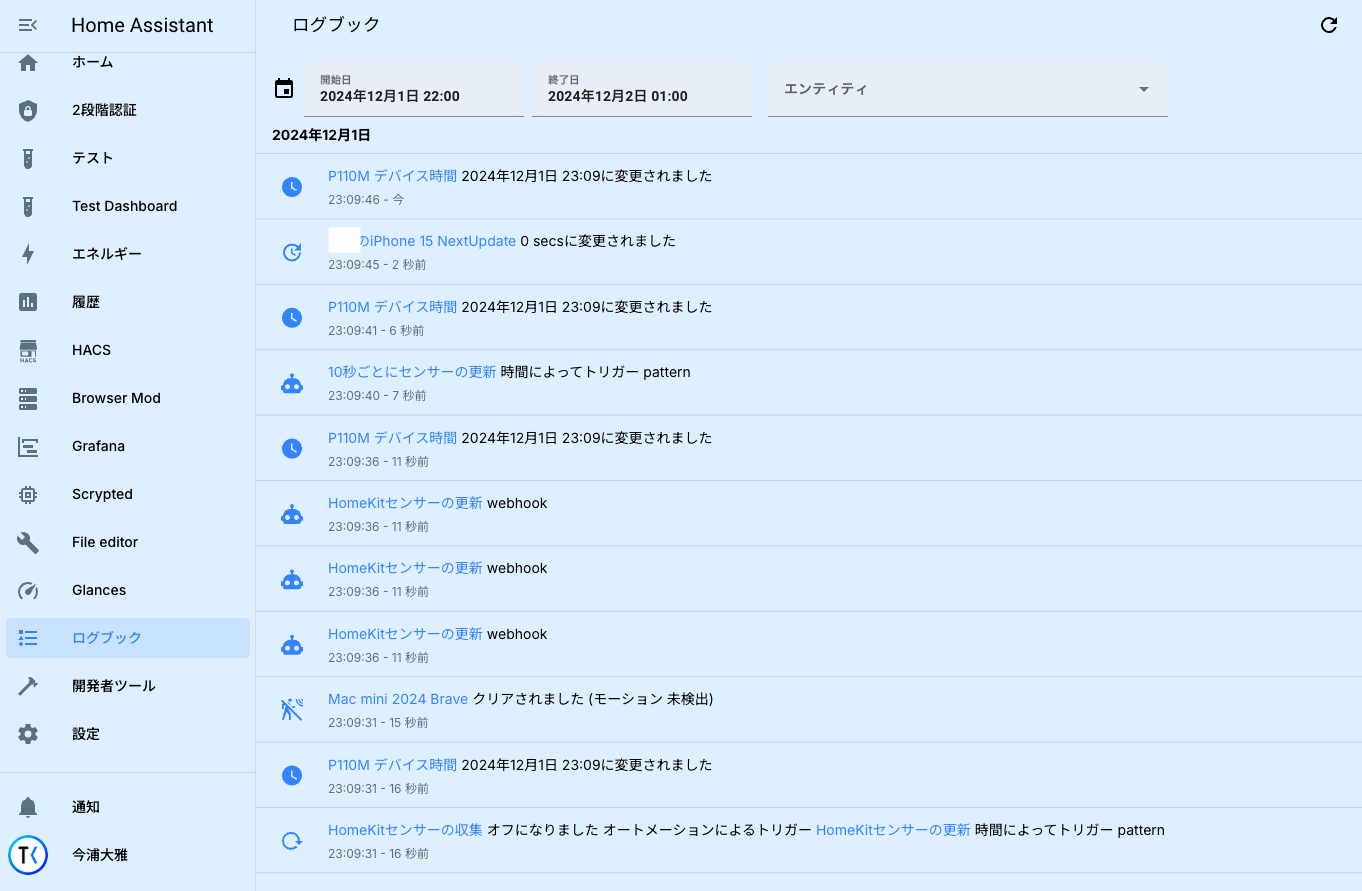 Home Assistant
ホーム
2段階認証
テスト
Test Dashboard
エネルギー
履歴
HACS
HACS
Browser Mod
Grafana
Scrypted
File editor
Glances
ログブック
開発者ツール
設定
通知
TK
今浦大雅
ログブック
開始日
2024年12月1日 22:00
終了日
2024年12月2日 01:00
エンティティ
2024年12月1日
P110M デバイス時間 2024年12月1日 23:09に変更されました
23:09:46 - 今
のiPhone 15 NextUpdate 0 secsに変更されました
23:09:45 - 2 秒前
P110M デバイス時間 2024年12月1日 23:09に変更されました
23:09:41 - 6 秒前
10秒ごとにセンサーの更新 時間によってトリガー pattern
23:09:40 - 7 秒前
P110M デバイス時間 2024年12月1日 23:09に変更されました
23:09:36 - 11 秒前
HomeKitセンサーの更新 webhook
23:09:36 - 11 秒前
HomeKitセンサーの更新 webhook
23:09:36 - 11 秒前
HomeKitセンサーの更新 webhook
23:09:36 - 11 秒前
Mac mini 2024 Brave クリアされました (モーション 未検出)
23:09:31 - 15 秒前
P110M デバイス時間 2024年12月1日 23:09に変更されました
23:09:31 - 16 秒前
HomeKitセンサーの収集 オフになりました オートメーションによるトリガー HomeKitセンサーの更新 時間によってトリガー pattern
23:09:31 - 16 秒前